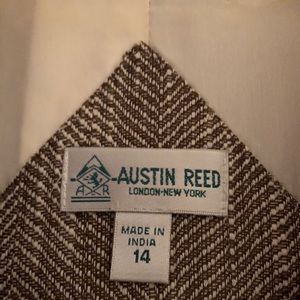 AUSTIN REED
LONDON-NEW YORK
A R
MADE IN
INDIA
14